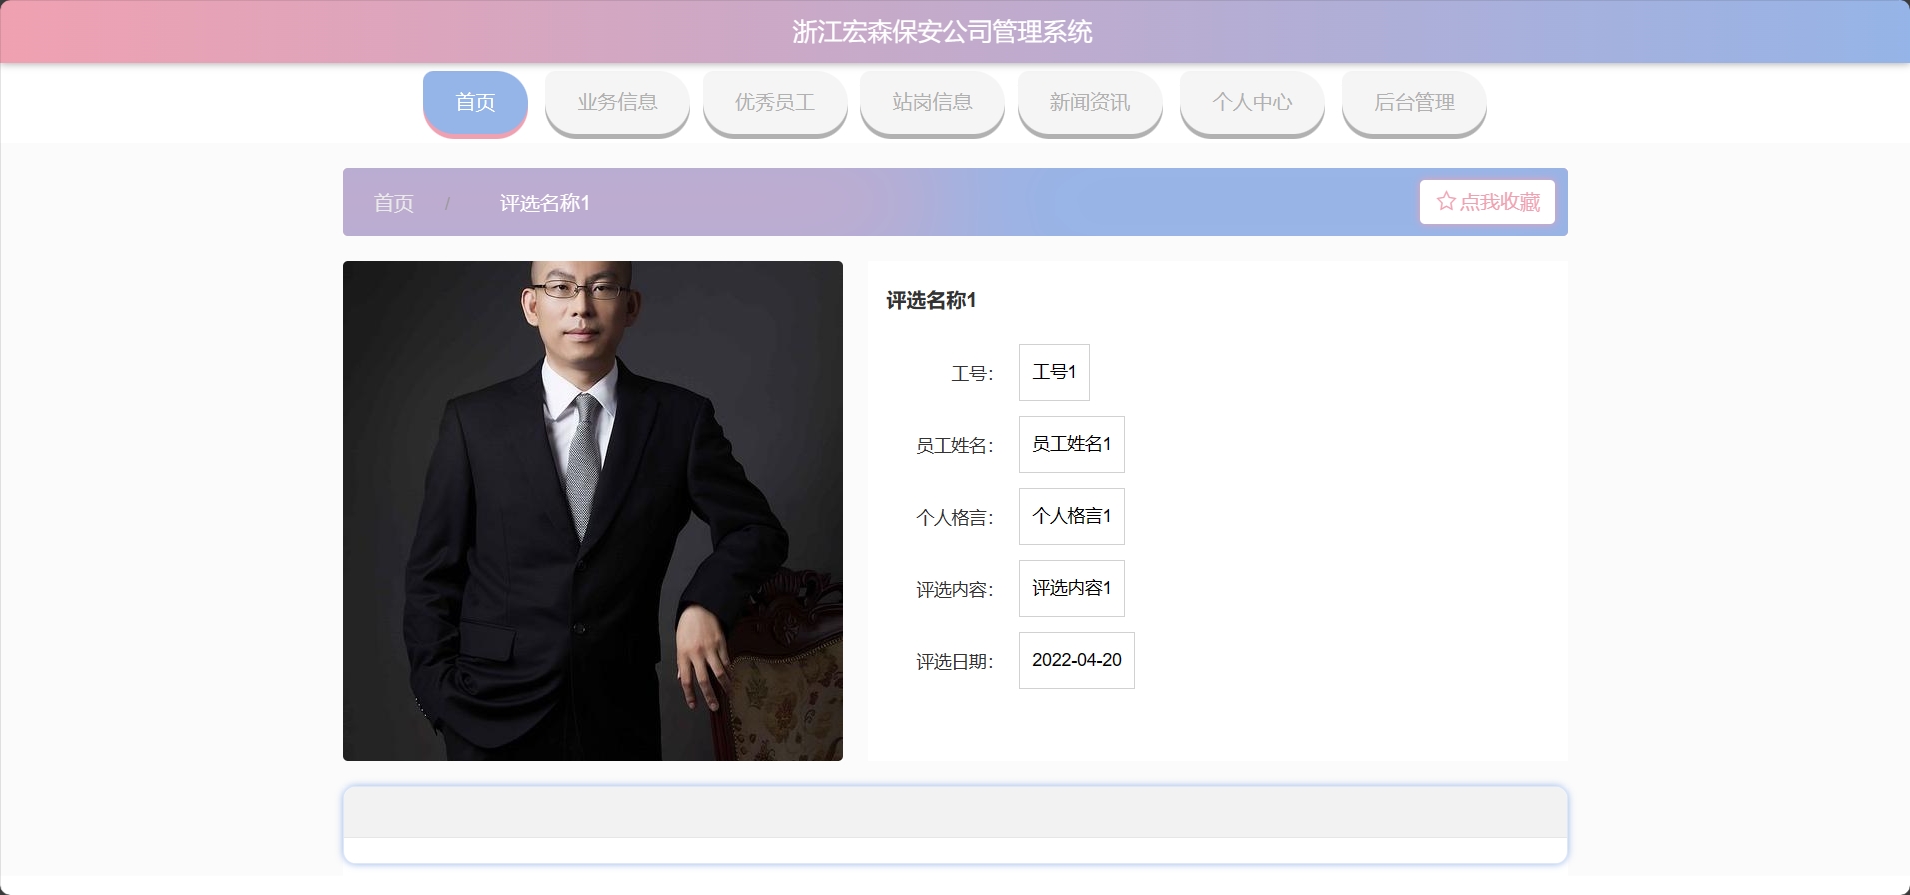 浙江宏森保安公司管理系统
首页
业务信息
优秀员工
站岗信息
新闻资讯
个人中心
后台管理
首页 / 评选名称1
点我收藏
评选名称1
工号： 工号1
员工姓名： 员工姓名1
个人格言： 个人格言1
评选内容： 评选内容1
评选日期： 2022-04-20